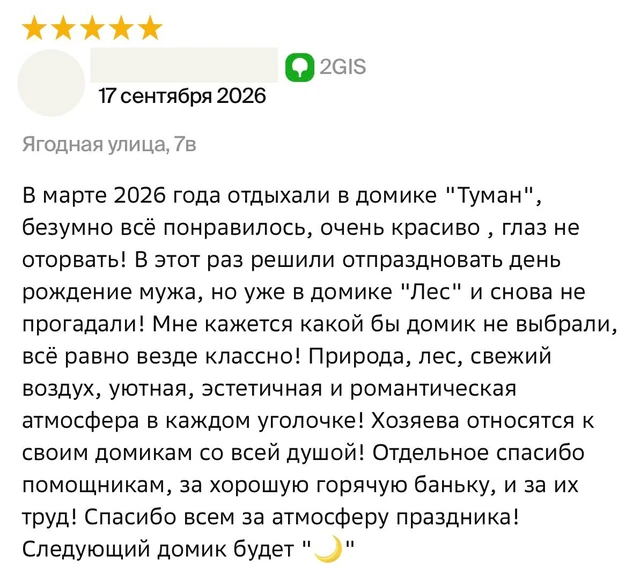 2GIS
17 сентября 2026
Ягодная улица, 7в
В марте 2026 года отдыхали в домике "Туман",
безумно всё понравилось, очень красиво , глаз не
оторвать! В этот раз решили отпраздновать день
рождение мужа, но уже в домике "Лес" и снова не
прогадали! Мне кажется какой бы домик не выбрали,
всё равно везде классно! Природа, лес, свежий
воздух, уютная, эстетичная и романтическая
атмосфера в каждом уголочке! Хозяева относятся к
своим домикам со всей душой! Отдельное спасибо
помощникам, за хорошую горячую баньку, и за их
труд! Спасибо всем за атмосферу праздника!
Следующий домик будет "🌙"